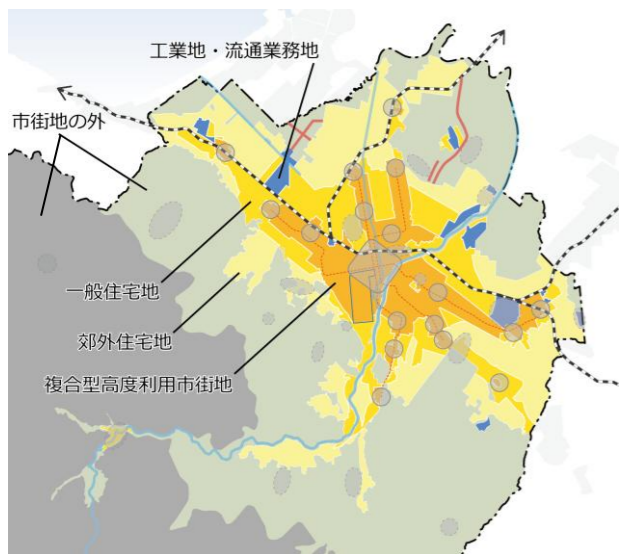 工業地・流通業務地
市街地の外
一般住宅地
郊外住宅地
複合型高度利用市街地